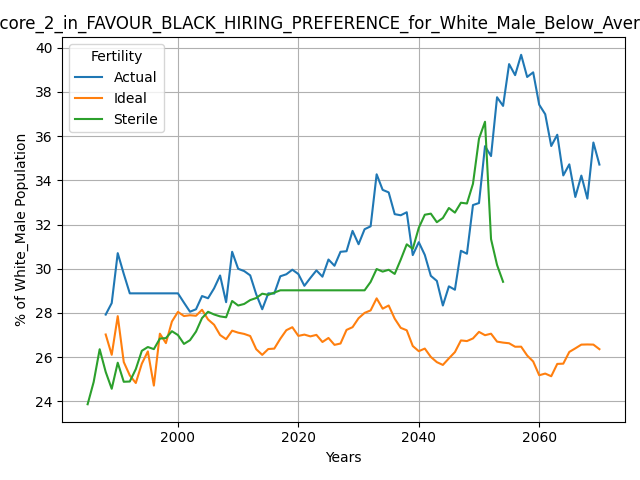 core_2_in_FAVOUR_BLACK_HIRING_PREFERENCE_for_White_Male_Below_Aver
Fertility
Actual
Ideal
Sterile
40
38
36
34
32
30
28
26
24
% of White_Male Population
2000
2020
2040
2060
Years